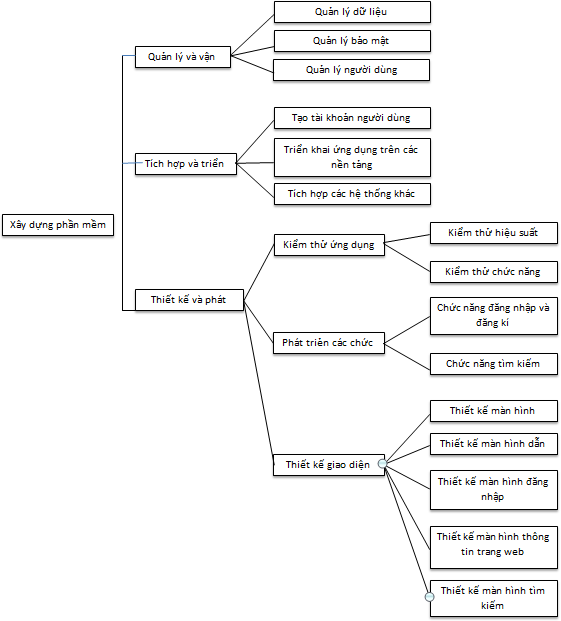 Quản lý dữ liệu
Quản lý bảo mật
Quản lý và vận
Quản lý người dùng
Tạo tài khoản người dùng
Triển khai ứng dụng trên các
nền tảng
Tích hợp và triển
Tích hợp các hệ thống khác
Xây dựng phần mềm
Kiểm thử ứng dụng
Kiểm thử hiệu suất
Kiểm thử chức năng
Thiết kế và phát
Chức năng đăng nhập và
đăng kí
Phát triên các chức
Chức năng tìm kiếm
Thiết kế màn hình
Thiết kế màn hình dẫn
Thiết kế giao diện
Thiết kế màn hình đăng
nhập
Thiết kế màn hình thông
tin trang web
Thiết kế màn hình tìm
kiếm